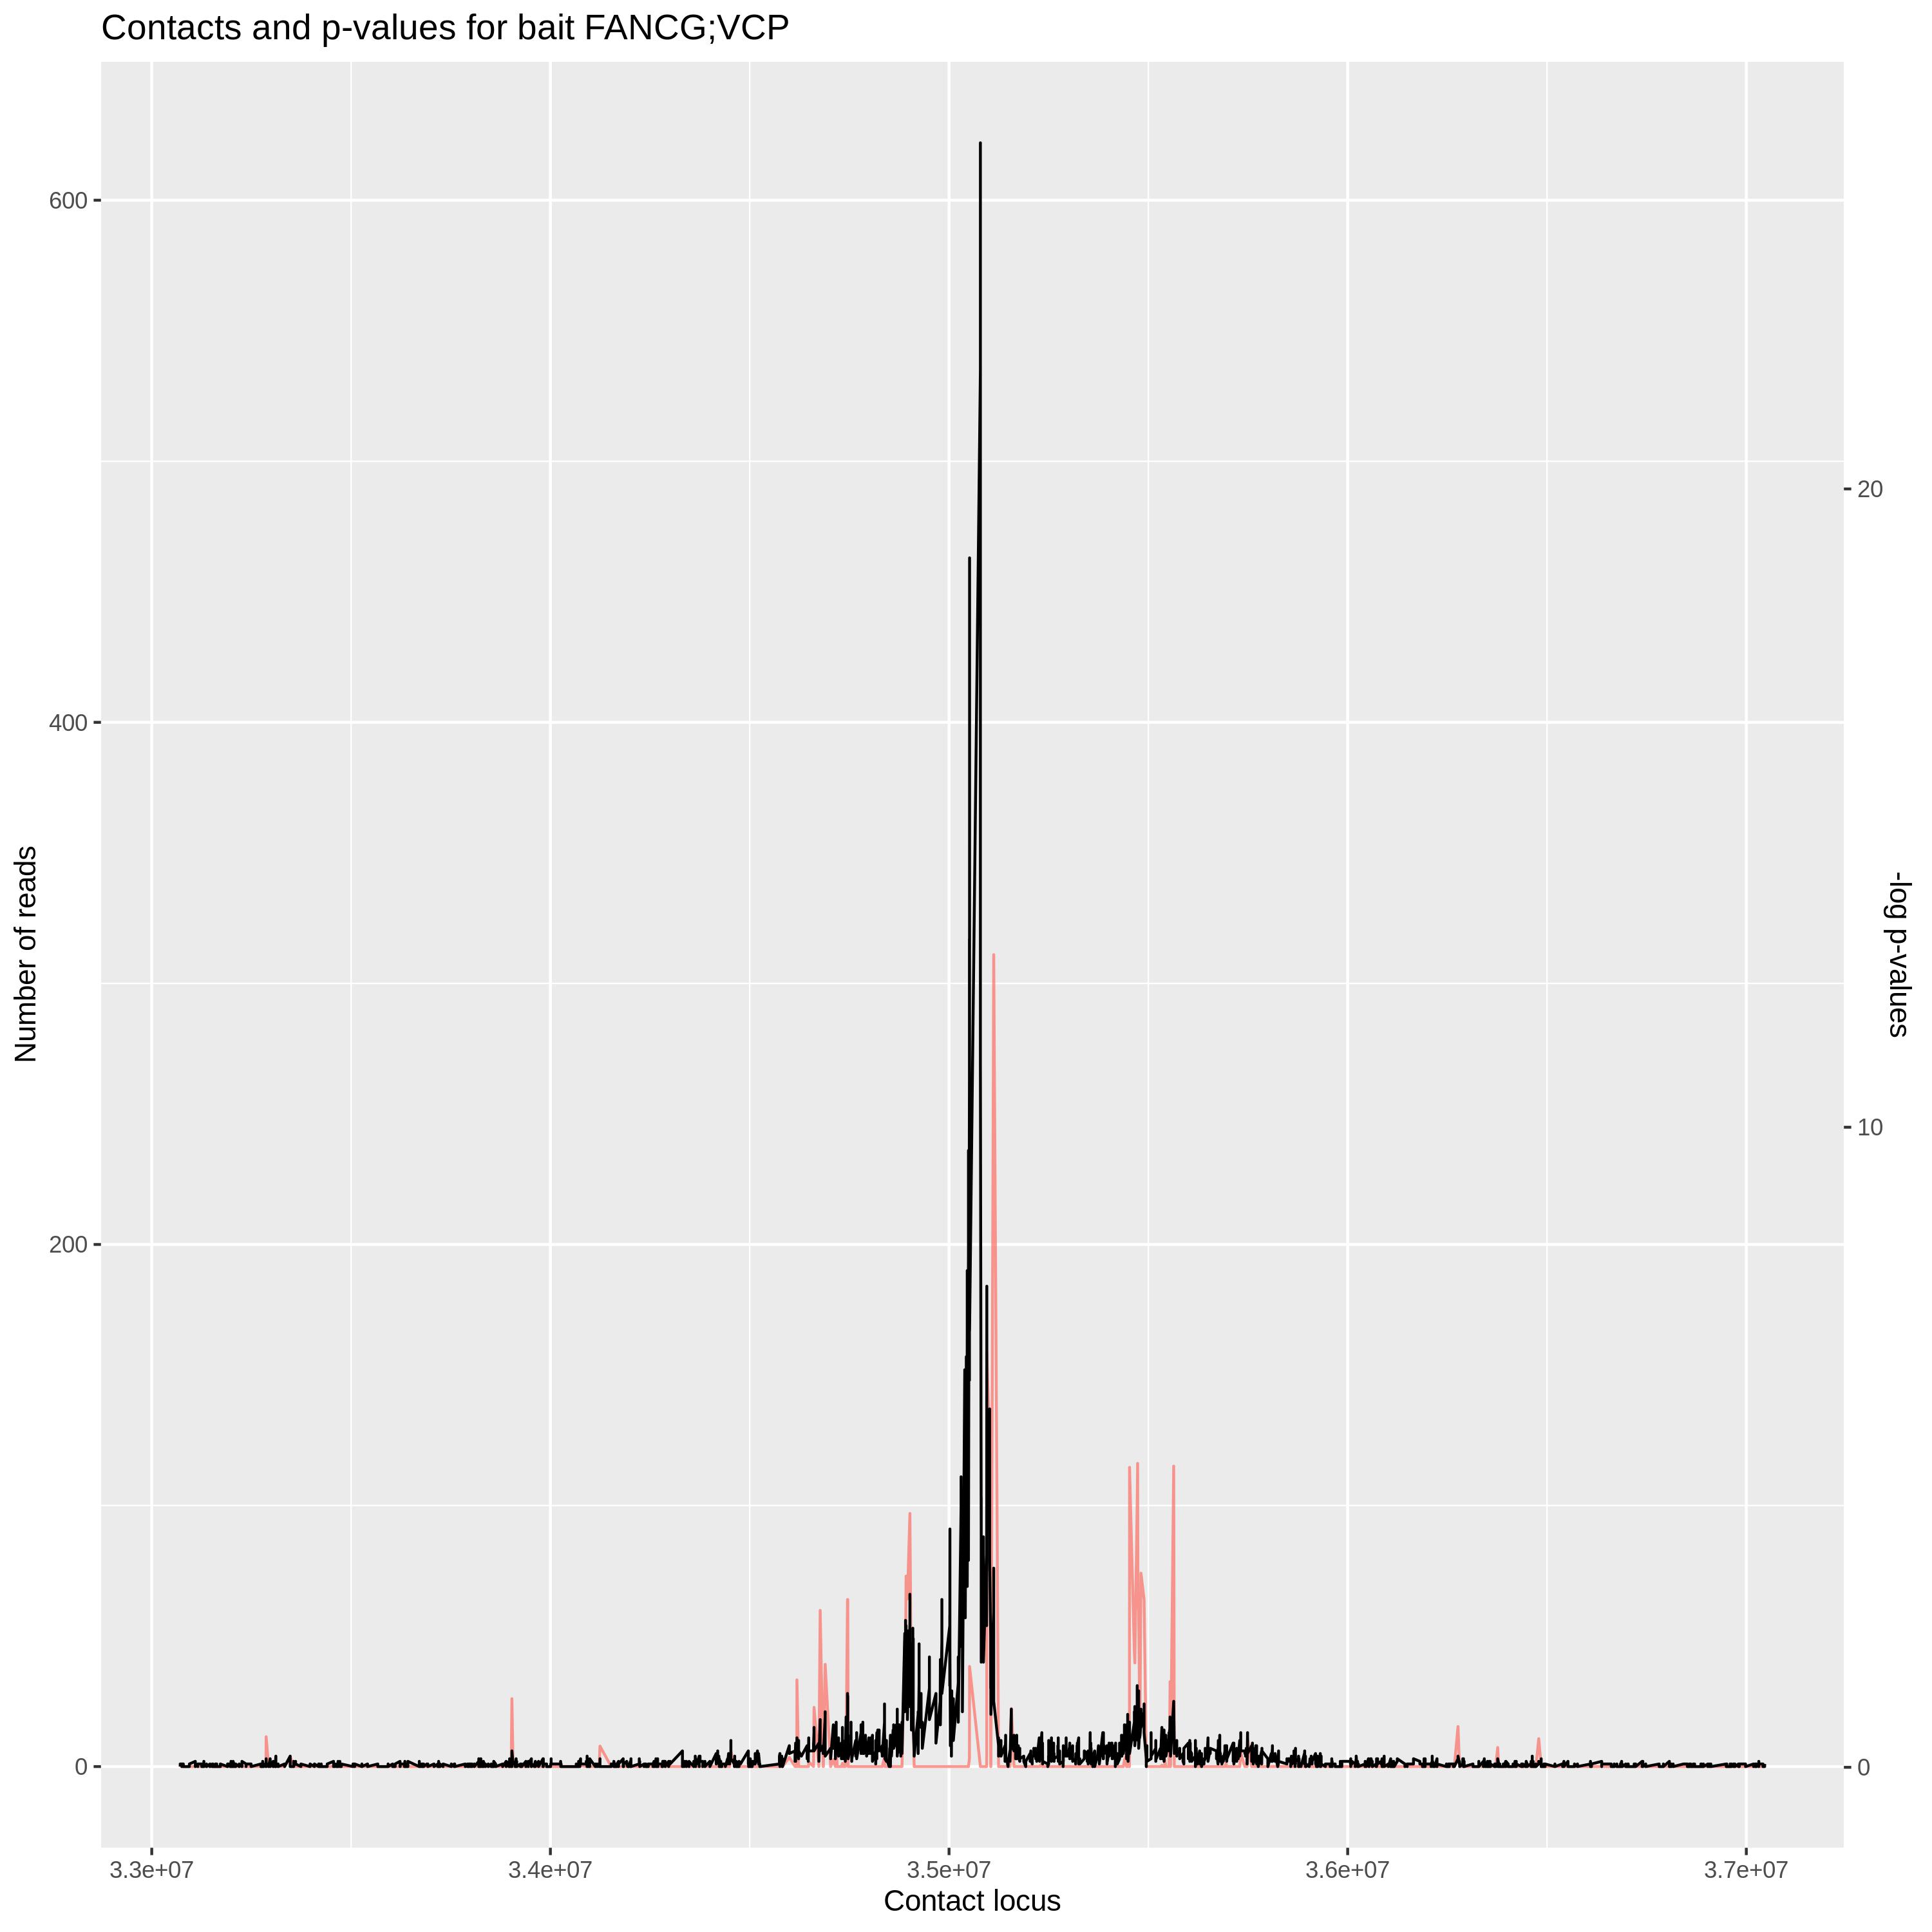 Contacts and p-values for bait FANCG;VCP
600
400
200
0
Number of reads
20
10
0
-log p-values
3.3e+07 3.4e+07 3.5e+07 3.6e+07 3.7e+07
Contact locus